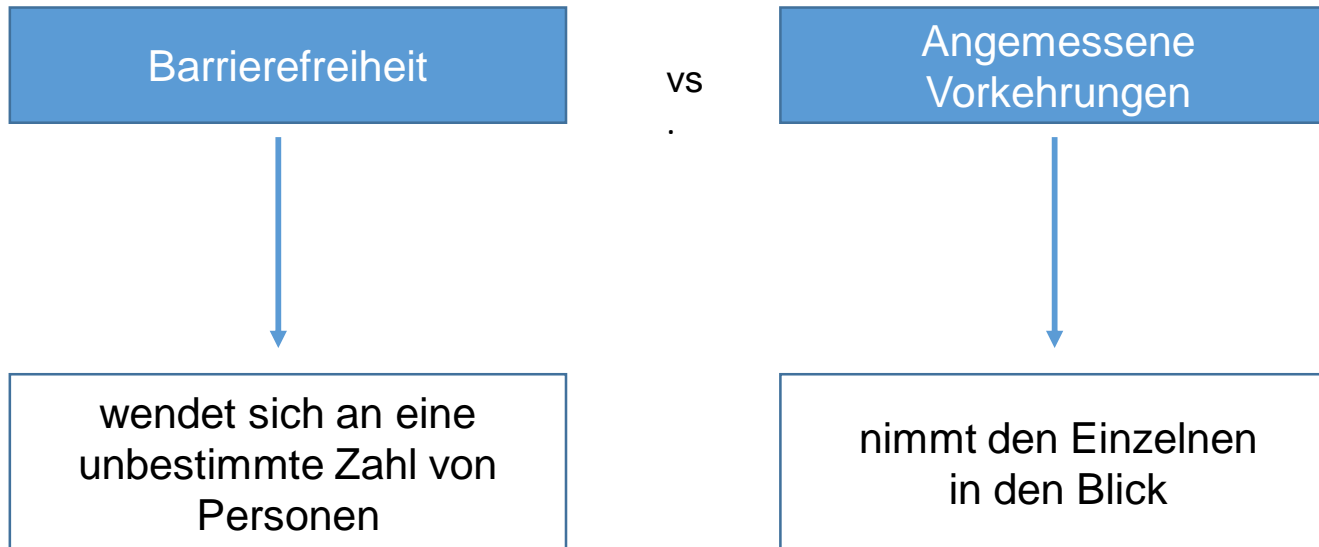 Barrierefreiheit
vs
.
Angemessene
Vorkehrungen
wendet sich an eine
unbestimmte Zahl von
Personen
nimmt den Einzelnen
in den Blick